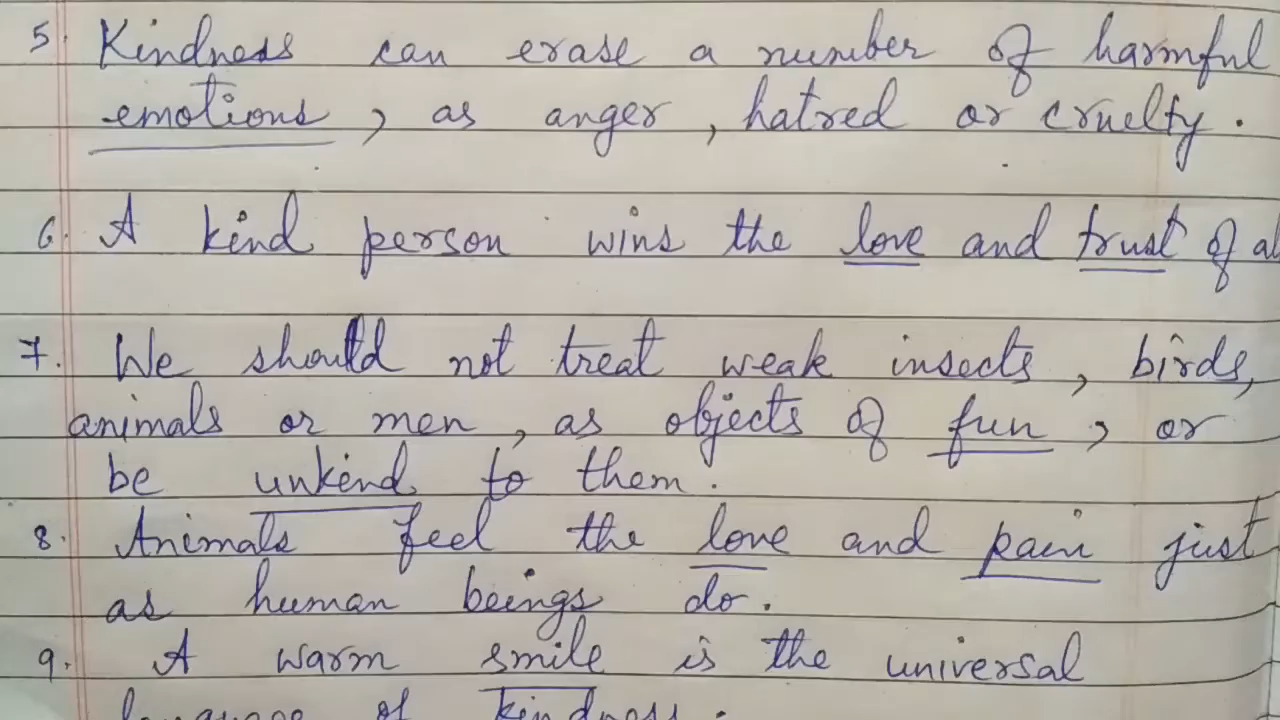 5. Kindness can erase a number of harmful
emotions, as anger, hatred or cruelty.
6. A kind person wins the love and trust of al
7. We should not treat weak insects, birds,
animals or men, as objects of fun, or
be unkind to them.
8. Animals feel the love and pain just
as human beings do.
9. A warm smile is the universal
language of kindness.